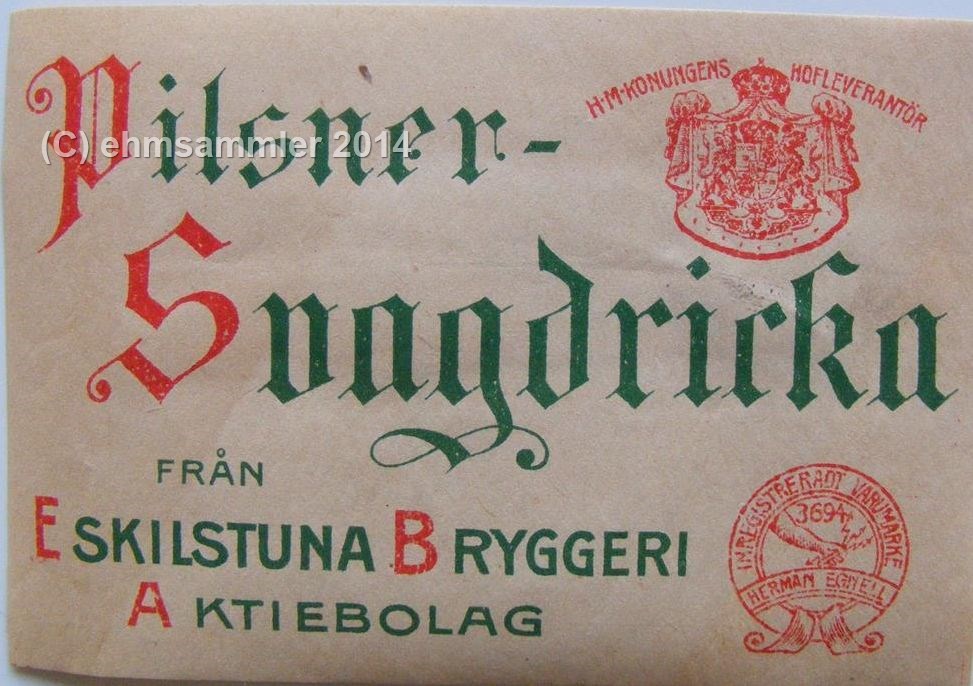 Pilsner-
H·M·KONUNGENS HOFLEVERANTÖR
(C) ehmsammler 2014
Svagdricka
FRÅN
ESKILSTUNA BRYGGERI
AKTIEBOLAG
INREGISTRERADT VARUMÄRKE
3694
HERMAN EGNELL